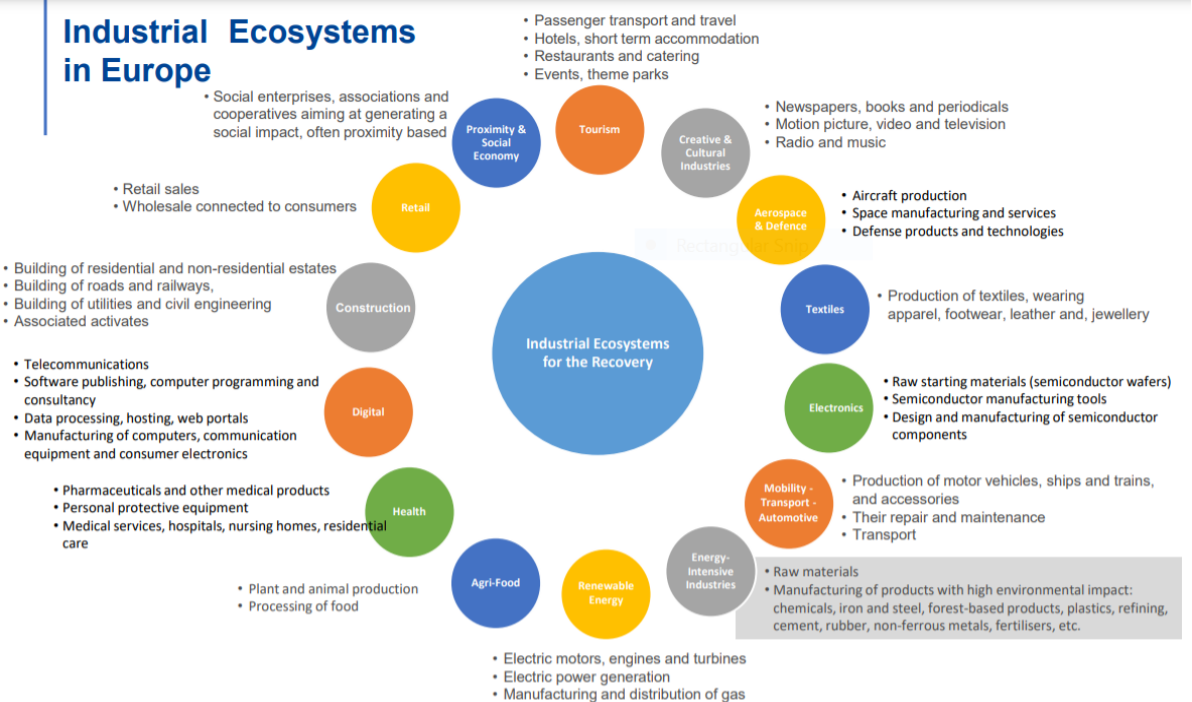 Industrial Ecosystems
in Europe
• Passenger transport and travel
• Hotels, short term accommodation
• Restaurants and catering
• Events, theme parks
• Social enterprises, associations and
cooperatives aiming at generating a
social impact, often proximity based
Proximity &
Social
Economy
Tourism
Creative &
Cultural
Industries
• Newspapers, books and periodicals
• Motion picture, video and television
• Radio and music
• Retail sales
• Wholesale connected to consumers
Retail
Aerospace
& Defence
• Aircraft production
• Space manufacturing and services
• Defense products and technologies
Rectangular Snip
• Building of residential and non-residential estates
• Building of roads and railways,
• Building of utilities and civil engineering
• Associated activates
Construction
Textiles
• Production of textiles, wearing
apparel, footwear, leather and, jewellery
Industrial Ecosystems
for the Recovery
• Telecommunications
• Software publishing, computer programming and
consultancy
• Data processing, hosting, web portals
• Manufacturing of computers, communication
equipment and consumer electronics
Digital
Electronics
• Raw starting materials (semiconductor wafers)
• Semiconductor manufacturing tools
• Design and manufacturing of semiconductor
components
• Pharmaceuticals and other medical products
• Personal protective equipment
• Medical services, hospitals, nursing homes, residential
care
Health
Mobility -
Transport -
Automotive
• Production of motor vehicles, ships and trains,
and accessories
• Their repair and maintenance
• Transport
• Plant and animal production
• Processing of food
Agri-Food
Renewable
Energy
Energy-
Intensive
Industries
• Raw materials
• Manufacturing of products with high environmental impact:
chemicals, iron and steel, forest-based products, plastics, refining,
cement, rubber, non-ferrous metals, fertilisers, etc.
• Electric motors, engines and turbines
• Electric power generation
• Manufacturing and distribution of gas